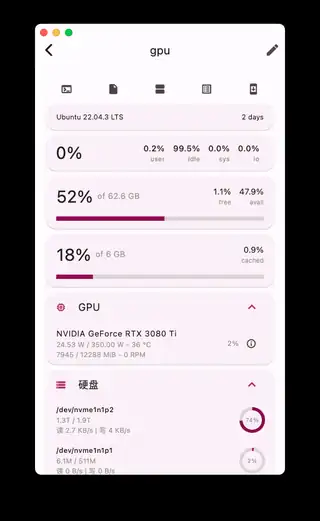 gpu
Ubuntu 22.04.3 LTS 2 days
0% 0.2% 99.5% 0.0% 0.0%
user idle sys io
52% of 62.6 GB 1.1% 47.9%
free avail
18% of 6 GB 0.9%
cached
GPU
NVIDIA GeForce RTX 3080 Ti
24.53 W / 350.00 W - 36 °C 2%
7945 / 12288 MiB - 0 RPM
硬盘
/dev/nvme1n1p2
1.3T / 1.9T 74%
读 2.7 KB/s | 写 4 KB/s
/dev/nvme1n1p1
6.1M / 511M 2%
读 0 B/s | 写 0 B/s